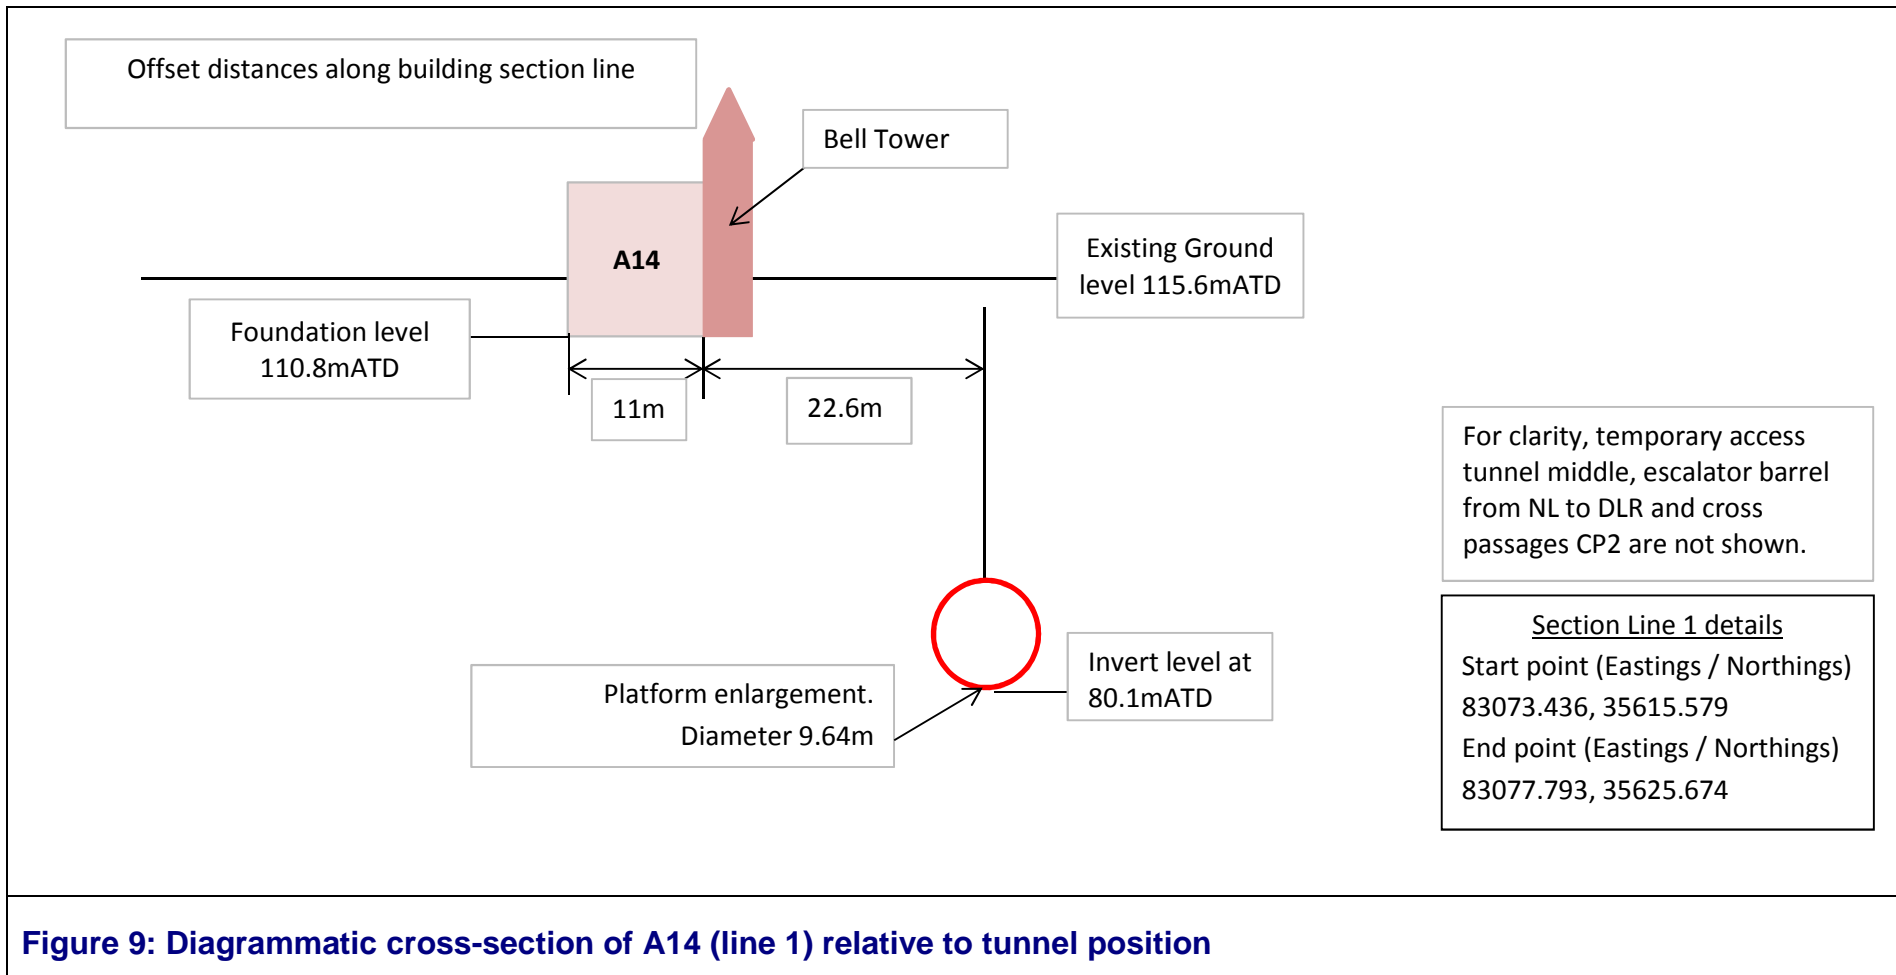 Offset distances along building section line
Bell Tower
A14
Existing Ground
level 115.6mATD
Foundation level
110.8mATD
11m
22.6m
For clarity, temporary access
tunnel middle, escalator barrel
from NL to DLR and cross
passages CP2 are not shown.
Section Line 1 details
Start point (Eastings / Northings)
83073.436, 35615.579
End point (Eastings / Northings)
83077.793, 35625.674
Platform enlargement.
Diameter 9.64m
Invert level at
80.1mATD
Figure 9: Diagrammatic cross-section of A14 (line 1) relative to tunnel position